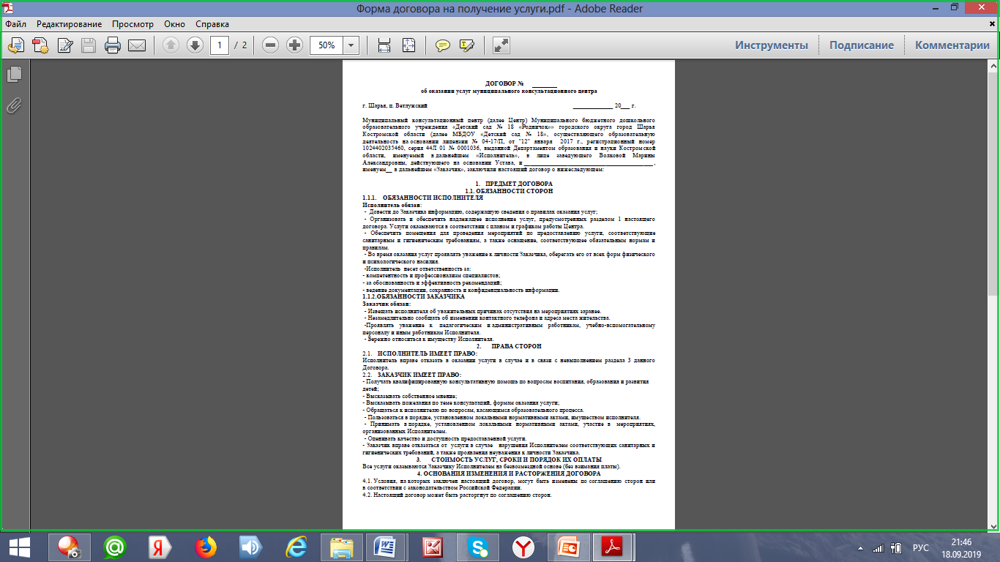 Форма договора на получение услуги.pdf - Adobe Reader
Файл Редактирование Просмотр Окно Справка
1 / 2 50% Инструменты Подписание Комментарии
ДОГОВОР № ________
об оказании услуг муниципального консультационного центра
г. Шарья, п. Ветлужский _____________ 20___ г.
Муниципальный консультационный центр (далее Центр) Муниципального бюджетного дошкольного
образовательного учреждения «Детский сад № 18 «Родничок»» городского округа город Шарья
Костромской области (далее МБДОУ «Детский сад № 18», осуществляющего образовательную
деятельность на основании лицензии № 04-17/П, от "12" января 2017 г., регистрационный номер
1024402035460, серия 44Л 01 № 0001036, выданной Департаментом образования и науки Костромской
области, именуемый в дальнейшем «Исполнитель», в лице заведующего Волковой Марины
Александровны, действующего на основании Устава, и ____________________________________________,
именуем__ в дальнейшем «Заказчик», заключили настоящий договор о нижеследующем:
1. ПРЕДМЕТ ДОГОВОРА
1.1. ОБЯЗАННОСТИ СТОРОН
1.1.1. ОБЯЗАННОСТИ ИСПОЛНИТЕЛЯ
Исполнитель обязан:
- Довести до Заказчика информацию, содержащую сведения о правилах оказания услуг;
- Организовать и обеспечить надлежащее исполнение услуг, предусмотренных разделом 1 настоящего
договора. Услуги оказываются в соответствии с планом и графиком работы Центра.
- Обеспечить помещения для проведения мероприятий по предоставлению услуги, соответствующие
санитарным и гигиеническим требованиям, а также оснащение, соответствующее обязательным нормам и
правилам.
- Во время оказания услуг проявлять уважение к личности Заказчика, оберегать его от всех форм физического
и психологического насилия.
-Исполнитель несет ответственность за:
- компетентность и профессионализм специалистов;
- за обоснованность и эффективность рекомендаций;
- ведение документации, сохранность и конфиденциальность информации.
1.1.2.ОБЯЗАННОСТИ ЗАКАЗЧИКА
Заказчик обязан:
- Извещать исполнителя об уважительных причинах отсутствия на мероприятиях заранее.
- Незамедлительно сообщать об изменении контактного телефона и адреса места жительства.
-Проявлять уважение к педагогическим и административным работникам, учебно-вспомогательному
персоналу и иным работникам Исполнителя.
- Бережно относиться к имуществу Исполнителя.
2. ПРАВА СТОРОН
2.1. ИСПОЛНИТЕЛЬ ИМЕЕТ ПРАВО:
Исполнитель вправе отказать в оказании услуги в случае и в связи с невыполнением раздела 3 данного
Договора.
2.2. ЗАКАЗЧИК ИМЕЕТ ПРАВО:
- Получать квалифицированную консультативную помощь по вопросам воспитания, образования и развития
детей;
- Высказывать собственное мнение;
- Высказывать пожелания по теме консультаций, формам оказания услуги;
- Обращаться к исполнителю по вопросам, касающимся образовательного процесса.
- Пользоваться в порядке, установленном локальными нормативными актами, имуществом исполнителя.
- Принимать в порядке, установленном локальными нормативными актами, участие в мероприятиях,
организованных Исполнителем.
- Оценивать качество и доступность предоставленной услуги.
- Заказчик вправе отказаться от услуги в случае нарушения Исполнителем соответствующих санитарных и
гигиенических требований, а также проявления неуважения к личности Заказчика.
3. СТОИМОСТЬ УСЛУГ, СРОКИ И ПОРЯДОК ИХ ОПЛАТЫ
Все услуги оказываются Заказчику Исполнителем на безвозмездной основе (без взимания платы).
4. ОСНОВАНИЯ ИЗМЕНЕНИЯ И РАСТОРЖЕНИЯ ДОГОВОРА
4.1. Условия, на которых заключен настоящий договор, могут быть изменены по соглашению сторон или
в соответствии с законодательством Российской Федерации.
4.2. Настоящий договор может быть расторгнут по соглашению сторон.
РУС 21:46
18.09.2019